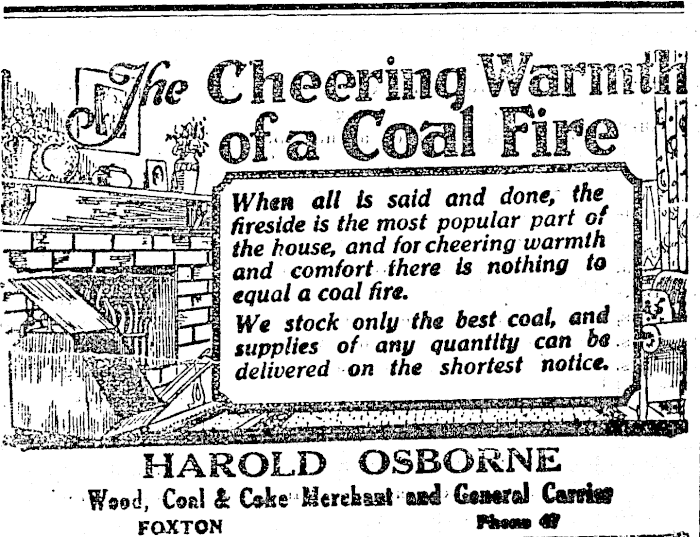 The Cheering Warmth
of a Coal Fire
When all is said and done, the
fireside is the most popular part of
the house, and for cheering warmth
and comfort there is nothing to
equal a coal fire.
We stock only the best coal, and
supplies of any quantity can be
delivered on the shortest notice.
HAROLD OSBORNE
Wood, Coal & Coke Merchant and General Carrier
FOXTON Phone 47